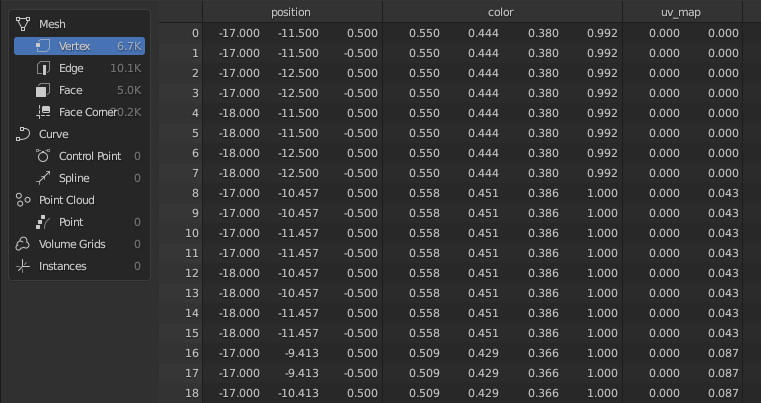 Mesh
Vertex 6.7K
Edge 10.1K
Face 5.0K
Face Corner 20.2K
Curve
Control Point 0
Spline 0
Point Cloud
Point 0
Volume Grids 0
Instances 0
position color uv_map
0 -17.000 -11.500 0.500 0.550 0.444 0.380 0.992 0.000 0.000
1 -17.000 -11.500 -0.500 0.550 0.444 0.380 0.992 0.000 0.000
2 -17.000 -12.500 0.500 0.550 0.444 0.380 0.992 0.000 0.000
3 -17.000 -12.500 -0.500 0.550 0.444 0.380 0.992 0.000 0.000
4 -18.000 -11.500 0.500 0.550 0.444 0.380 0.992 0.000 0.000
5 -18.000 -11.500 -0.500 0.550 0.444 0.380 0.992 0.000 0.000
6 -18.000 -12.500 0.500 0.550 0.444 0.380 0.992 0.000 0.000
7 -18.000 -12.500 -0.500 0.550 0.444 0.380 0.992 0.000 0.000
8 -17.000 -10.457 0.500 0.558 0.451 0.386 1.000 0.000 0.043
9 -17.000 -10.457 -0.500 0.558 0.451 0.386 1.000 0.000 0.043
10 -17.000 -11.457 0.500 0.558 0.451 0.386 1.000 0.000 0.043
11 -17.000 -11.457 -0.500 0.558 0.451 0.386 1.000 0.000 0.043
12 -18.000 -10.457 0.500 0.558 0.451 0.386 1.000 0.000 0.043
13 -18.000 -10.457 -0.500 0.558 0.451 0.386 1.000 0.000 0.043
14 -18.000 -11.457 0.500 0.558 0.451 0.386 1.000 0.000 0.043
15 -18.000 -11.457 -0.500 0.558 0.451 0.386 1.000 0.000 0.043
16 -17.000 -9.413 0.500 0.509 0.429 0.366 1.000 0.000 0.087
17 -17.000 -9.413 -0.500 0.509 0.429 0.366 1.000 0.000 0.087
18 -17.000 -10.413 0.500 0.509 0.429 0.366 1.000 0.000 0.087